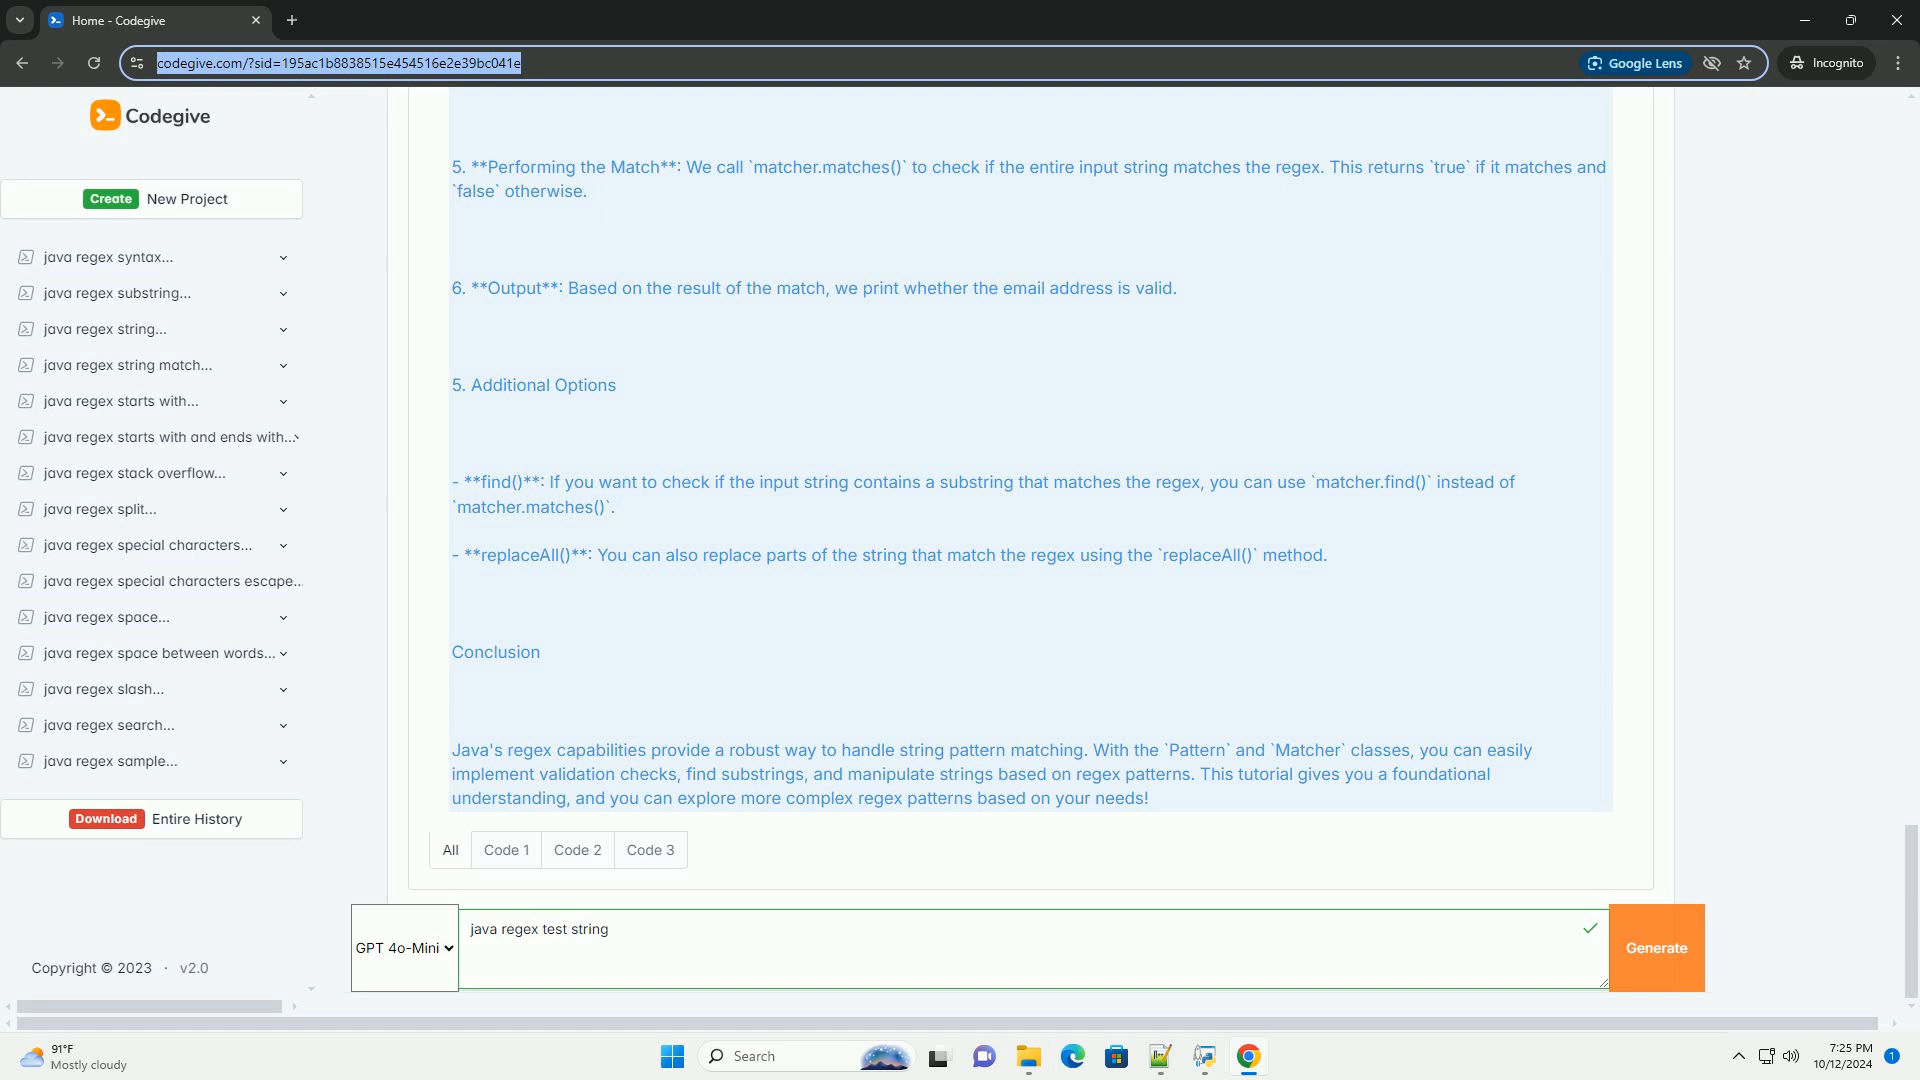 Home - Codegive
codegive.com/?sid=195ac1b8838515e454516e2e39bc041e
Google Lens
Incognito
Codegive
Create New Project
java regex syntax...
java regex substring...
java regex string...
java regex string match...
java regex starts with...
java regex starts with and ends with...
java regex stack overflow...
java regex split...
java regex special characters...
java regex special characters escape...
java regex space...
java regex space between words...
java regex slash...
java regex search...
java regex sample...
Download Entire History
Copyright © 2023 · v2.0
5. **Performing the Match**: We call `matcher.matches()` to check if the entire input string matches the regex. This returns `true` if it matches and
`false` otherwise.
6. **Output**: Based on the result of the match, we print whether the email address is valid.
5. Additional Options
- **find()**: If you want to check if the input string contains a substring that matches the regex, you can use `matcher.find()` instead of
`matcher.matches()`.
- **replaceAll()**: You can also replace parts of the string that match the regex using the `replaceAll()` method.
Conclusion
Java's regex capabilities provide a robust way to handle string pattern matching. With the `Pattern` and `Matcher` classes, you can easily
implement validation checks, find substrings, and manipulate strings based on regex patterns. This tutorial gives you a foundational
understanding, and you can explore more complex regex patterns based on your needs!
All Code 1 Code 2 Code 3
GPT 4o-Mini
java regex test string
Generate
91°F
Mostly cloudy
Search
7:25 PM
10/12/2024
1